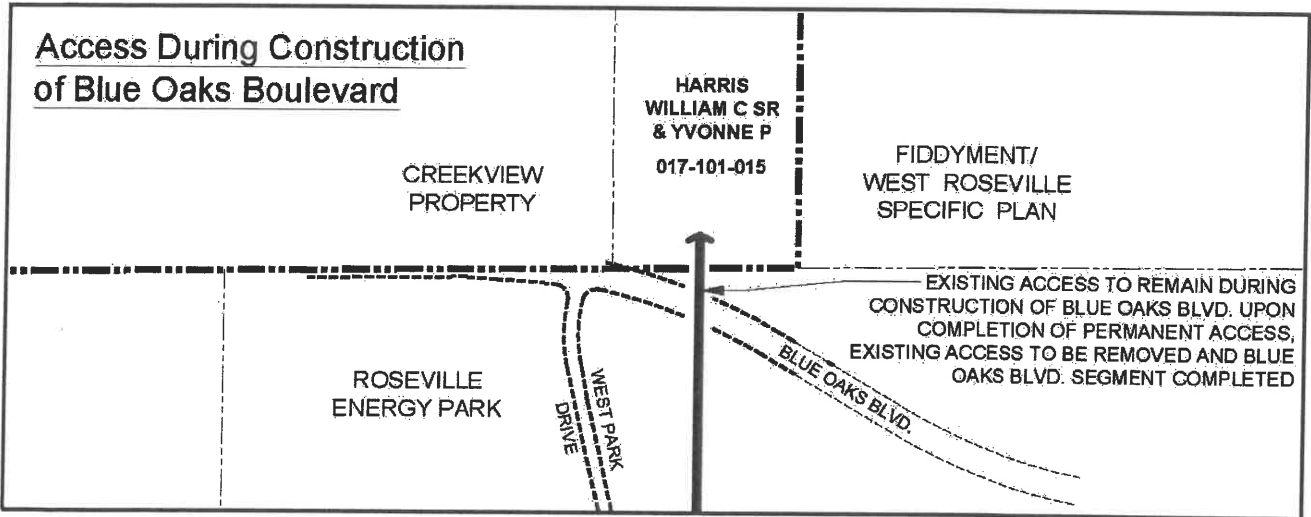 Access During Construction
of Blue Oaks Boulevard
HARRIS
WILLIAM C SR
& YVONNE P
017-101-015
CREEKVIEW
PROPERTY
FIDDYMENT/
WEST ROSEVILLE
SPECIFIC PLAN
EXISTING ACCESS TO REMAIN DURING
CONSTRUCTION OF BLUE OAKS BLVD. UPON
COMPLETION OF PERMANENT ACCESS,
EXISTING ACCESS TO BE REMOVED AND BLUE
OAKS BLVD. SEGMENT COMPLETED
ROSEVILLE
ENERGY PARK
WEST PARK
DRIVE
BLUE OAKS BLVD.